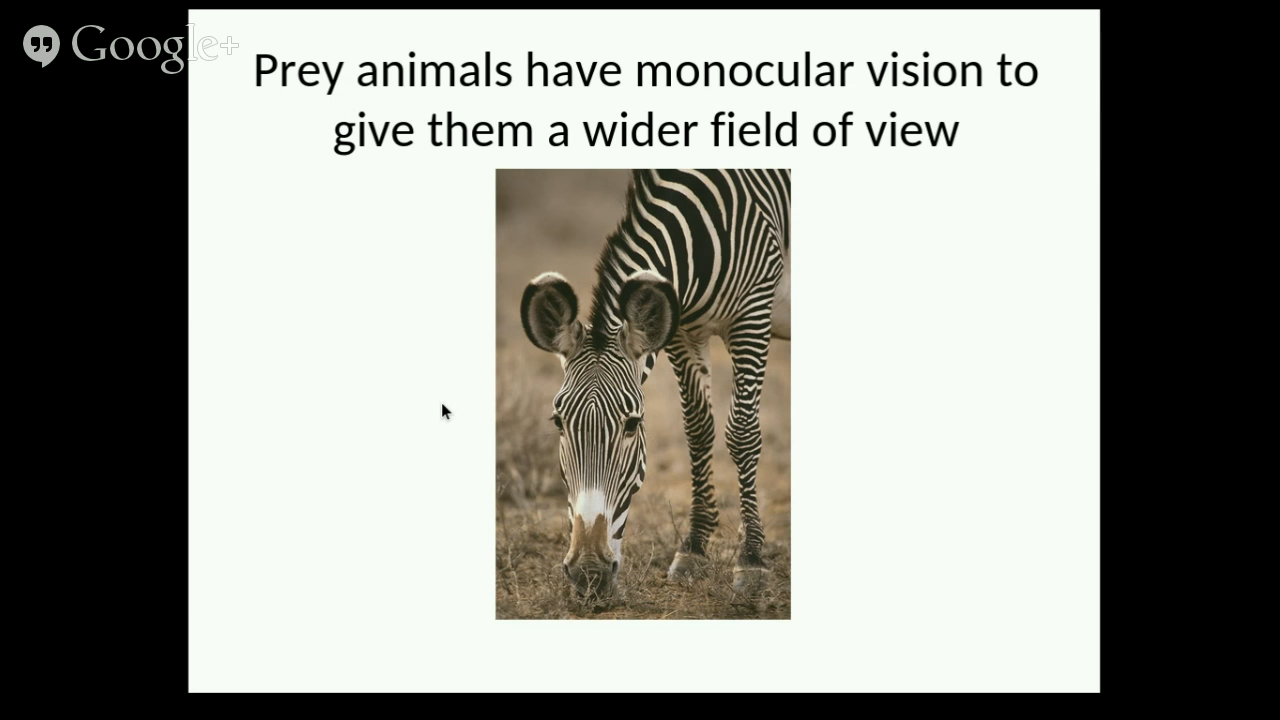 Google+
Prey animals have monocular vision to
give them a wider field of view